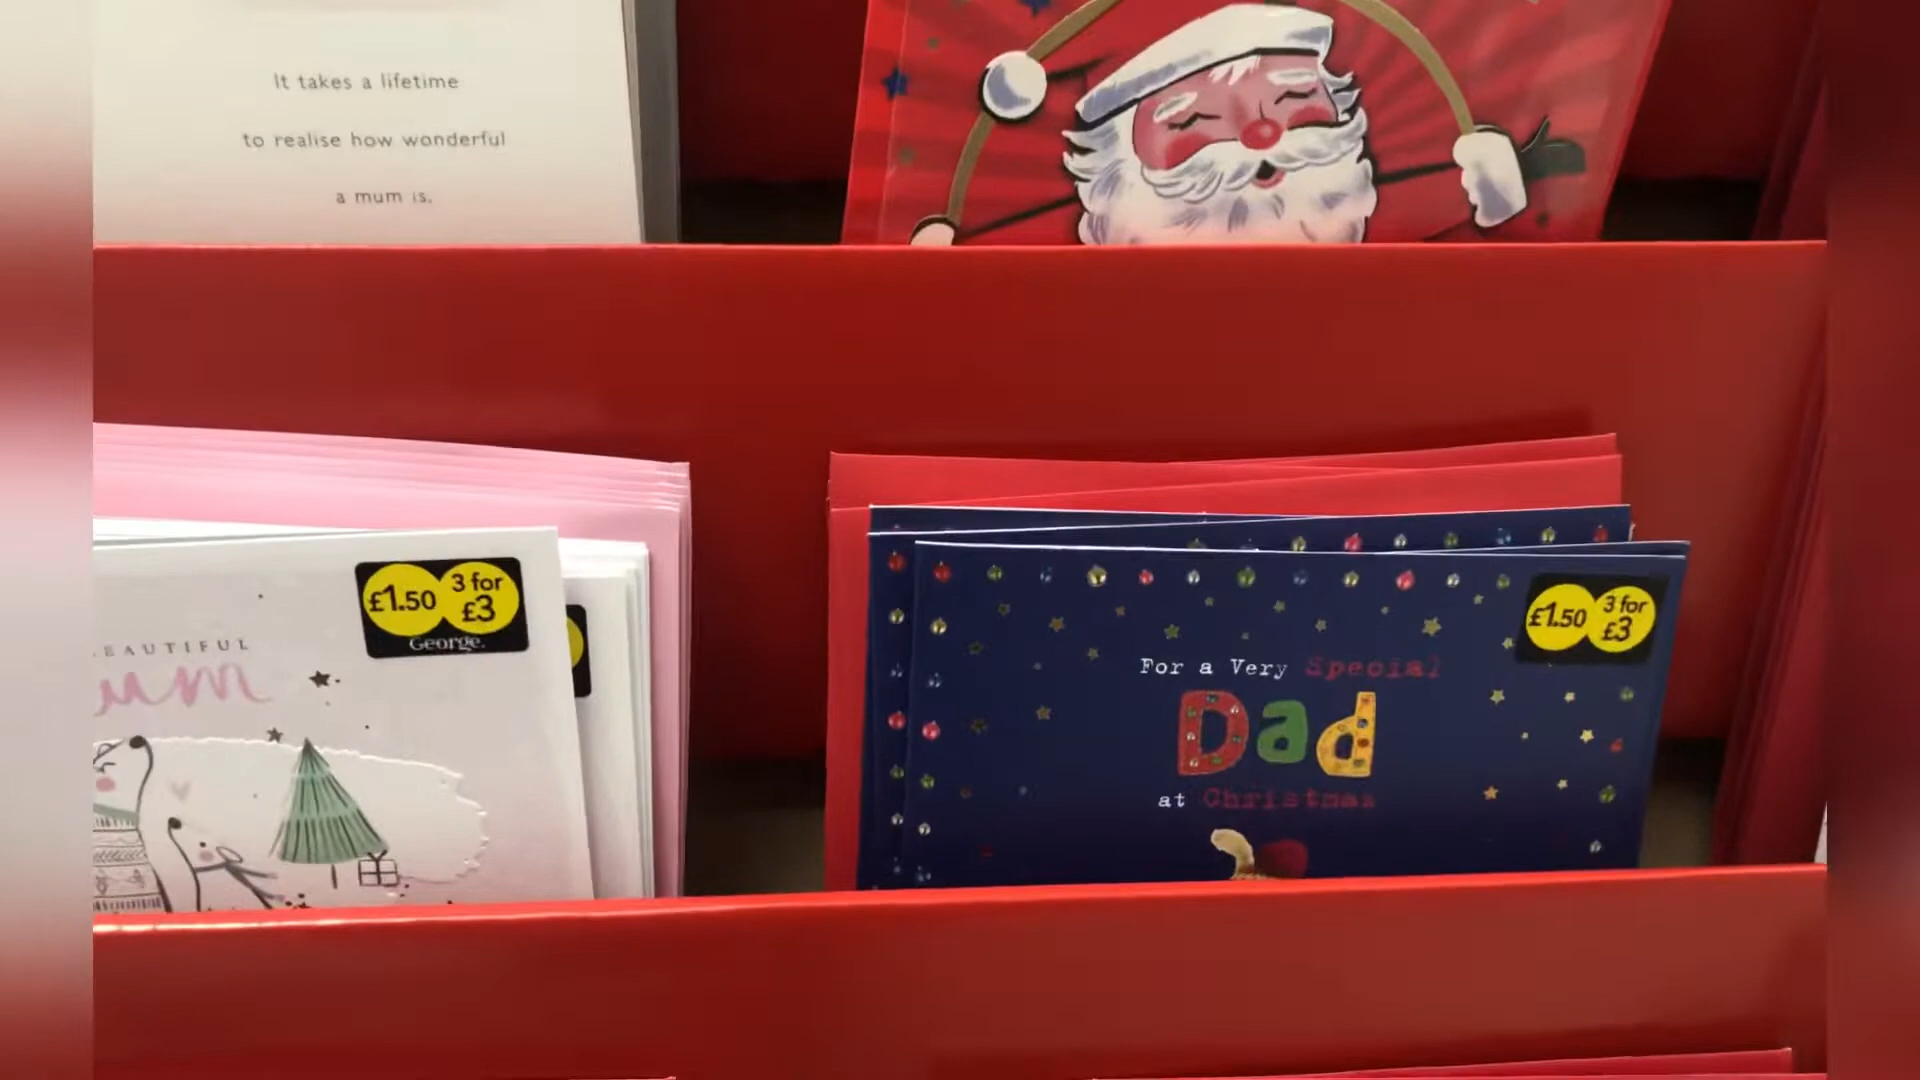 It takes a lifetime
to realise how wonderful
a mum is.
£1.50 3 for
£3
George.
£1.50 3 for
£3
For a Very Special
Dad
at Christmas